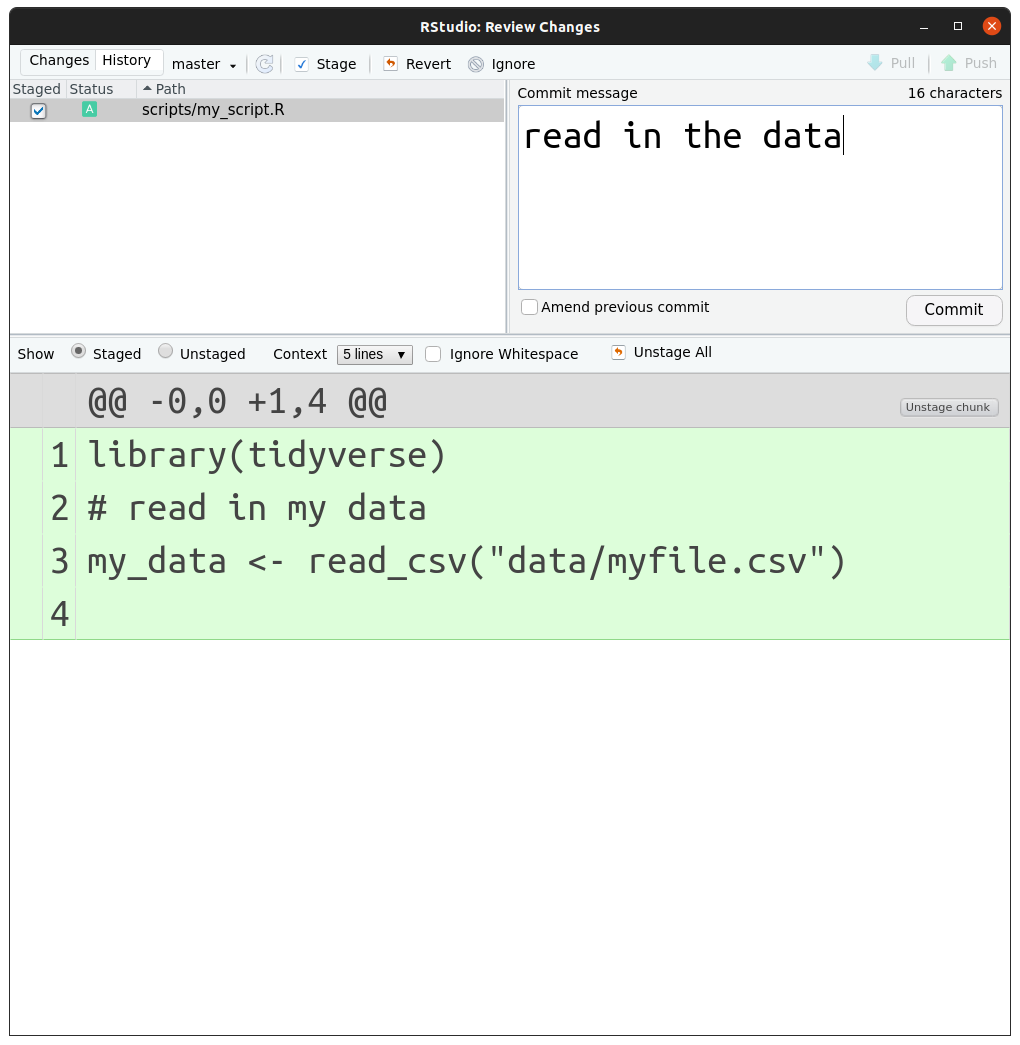 RStudio: Review Changes
Changes History master Stage Revert Ignore Pull Push
Staged Status Path
A scripts/my_script.R
Commit message 16 characters
read in the data
Amend previous commit Commit
Show Staged Unstaged Context 5 lines Ignore Whitespace Unstage All
@@ -0,0 +1,4 @@ Unstage chunk
1 library(tidyverse)
2 # read in my data
3 my_data <- read_csv("data/myfile.csv")
4